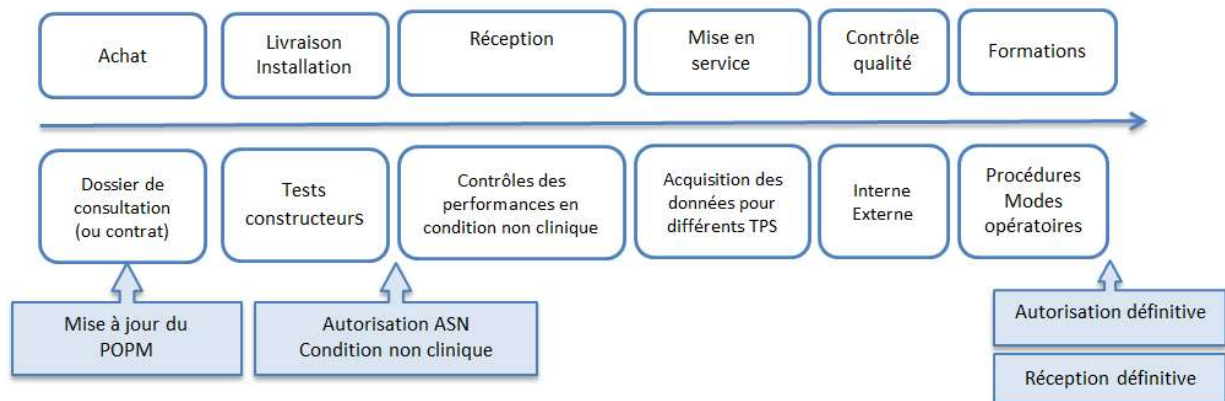 Achat
Livraison
Installation
Réception
Mise en
service
Contrôle
qualité
Formations
Dossier de
consultation
(ou contrat)
Tests
constructeurs
Contrôles des
performances en
condition non clinique
Acquisition des
données pour
différents TPS
Interne
Externe
Procédures
Modes
opératoires
Mise à jour du
POPM
Autorisation ASN
Condition non clinique
Autorisation définitive
Réception définitive